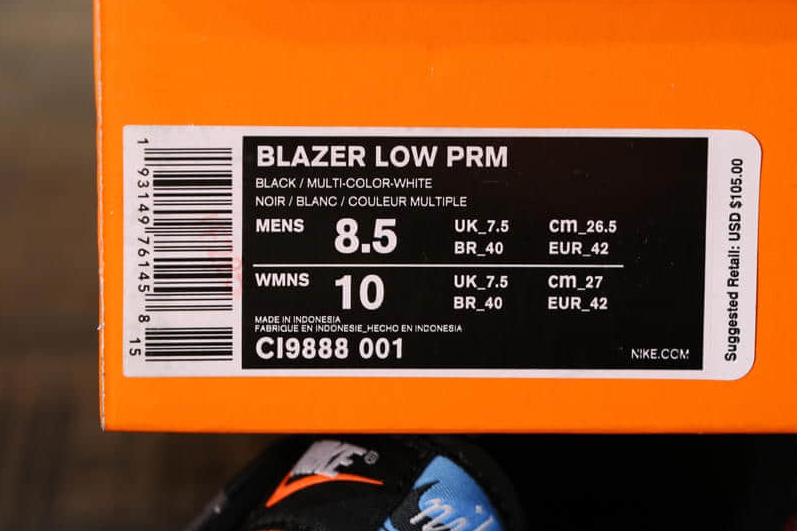 BLAZER LOW PRM
BLACK / MULTI-COLOR-WHITE
NOIR / BLANC / COULEUR MULTIPLE
MENS 8.5 UK_7.5 cm_26.5
BR_40 EUR_42
WMNS 10 UK_7.5 cm_27
BR_40 EUR_42
MADE IN INDONESIA
FABRIQUE EN INDONESIE_HECHO EN INDONESIA
CI9888 001
NIKE.COM
1 93149 76145 8
15
Suggested Retail: USD $105.00
NIKE®